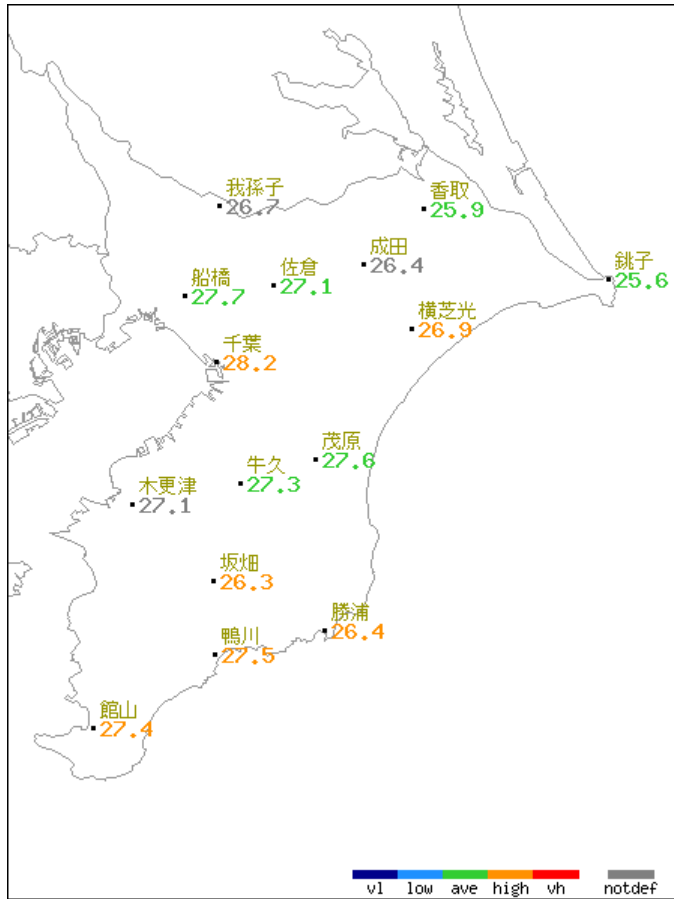 我孫子
26.7
香取
25.9
成田
26.4
銚子
25.6
佐倉
27.1
船橋
27.7
横芝光
26.9
千葉
28.2
茂原
27.6
牛久
27.3
木更津
27.1
坂畑
26.3
勝浦
26.4
鴨川
27.5
館山
27.4
vl low ave high vh notdef